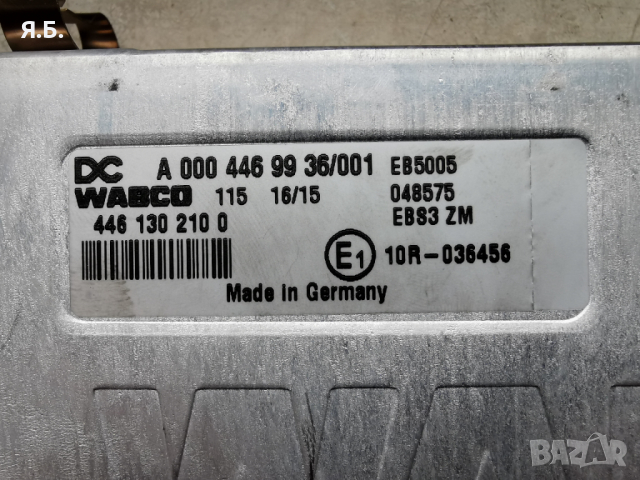 Я.Б.
DC A 000 446 99 36/001 EB5005
WABCO 115 16/15 048575
446 130 210 0 EBS3 ZM
E1 10R-036456
Made in Germany
BAZAR